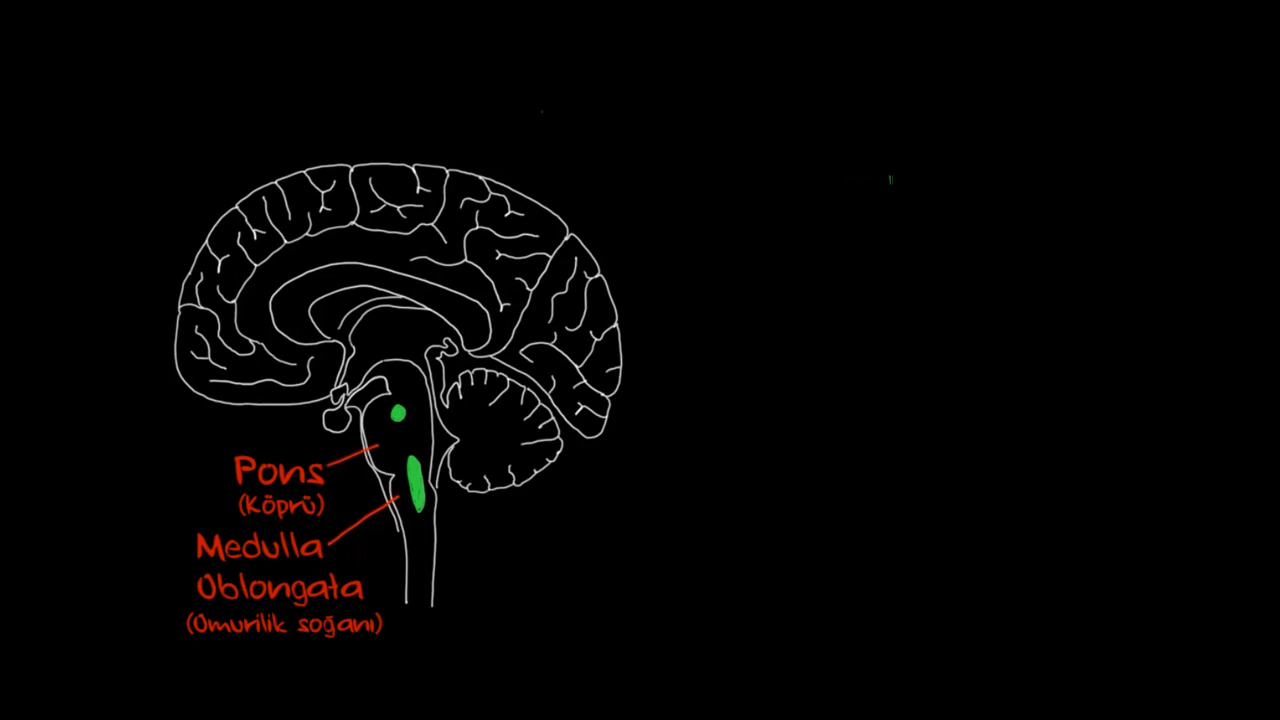 Pons
(Köprü)
Medulla
Oblongata
(Omurilik soğanı)